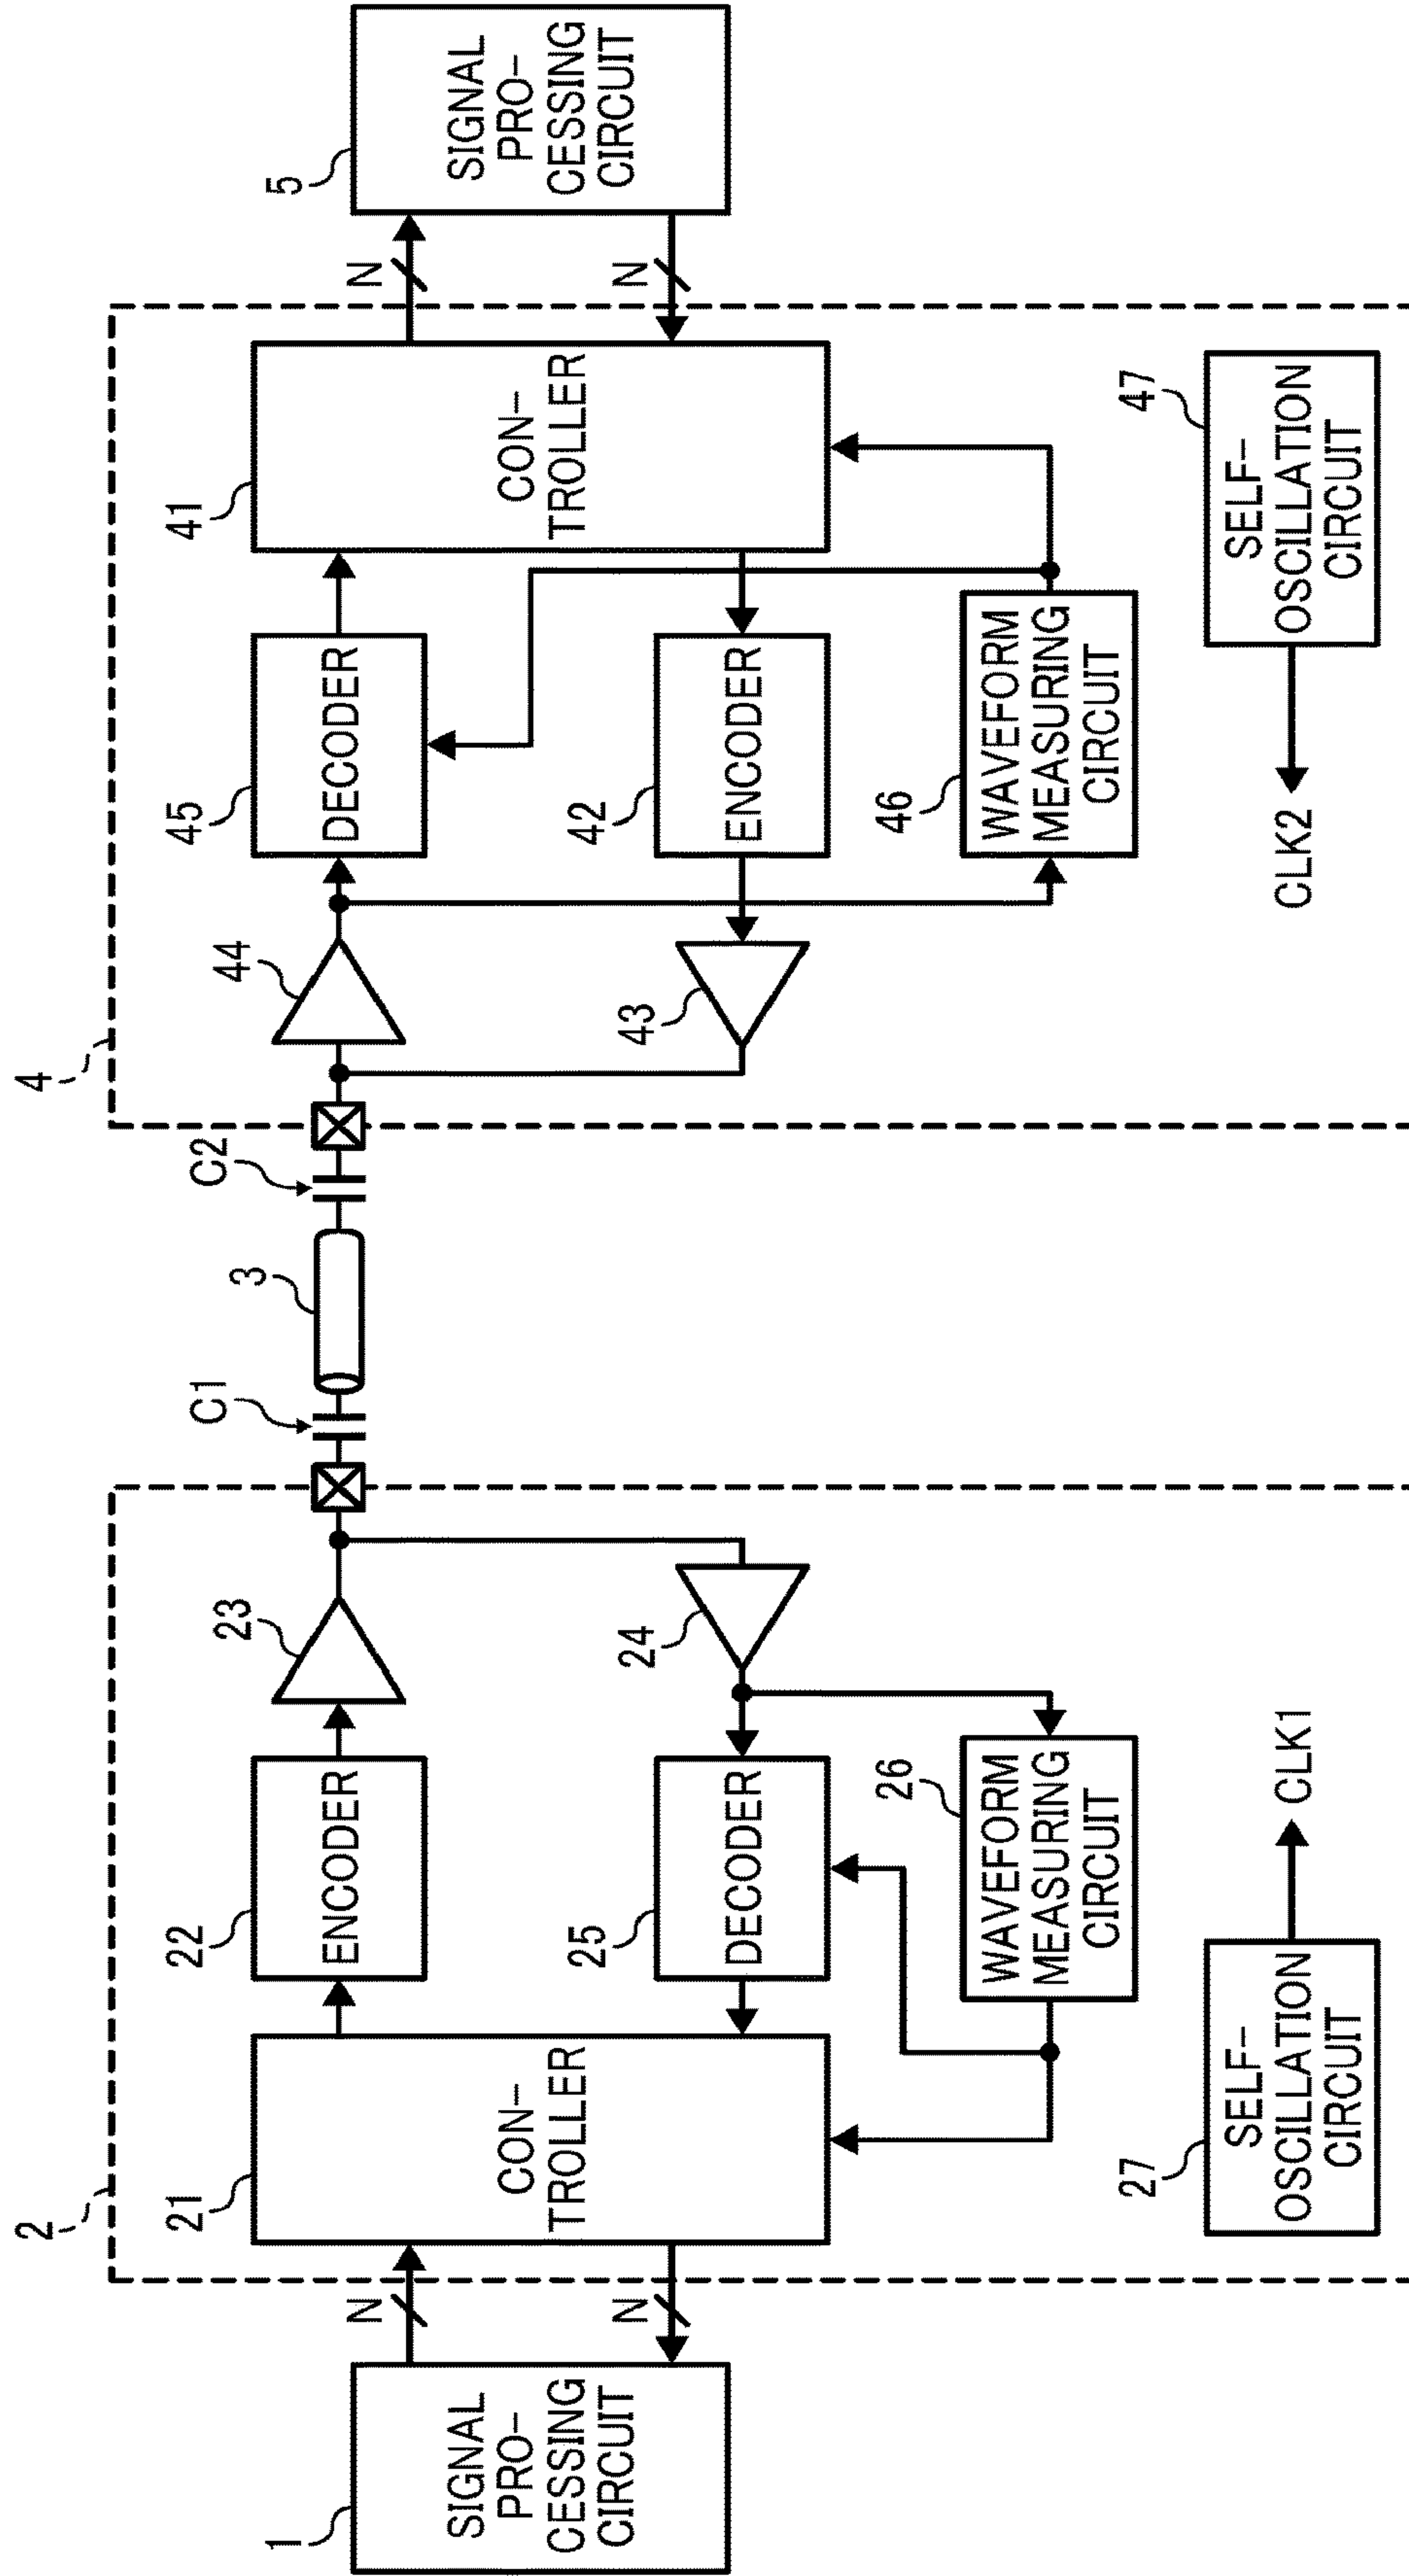 2
4
1
SIGNAL
PRO-
CESSING
CIRCUIT
N
N
21
CON-
TROLLER
22
ENCODER
23
24
25
DECODER
26
WAVEFORM
MEASURING
CIRCUIT
27
SELF-
OSCILLATION
CIRCUIT
CLK1
C1
3
C2
44
43
45
DECODER
42
ENCODER
46
WAVEFORM
MEASURING
CIRCUIT
41
CON-
TROLLER
CLK2
47
SELF-
OSCILLATION
CIRCUIT
N
N
5
SIGNAL
PRO-
CESSING
CIRCUIT